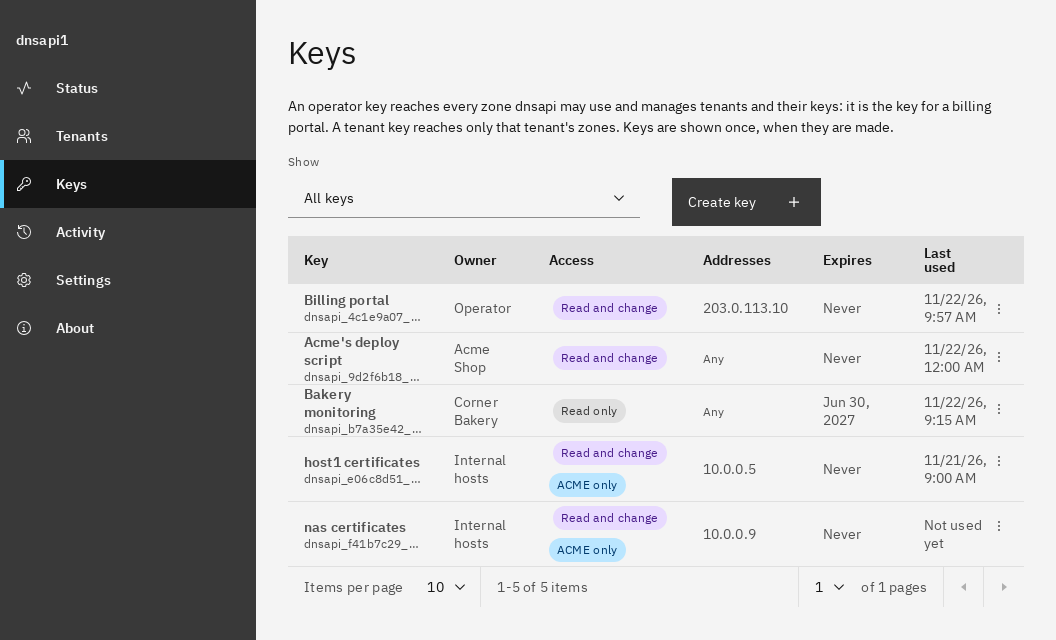 dnsapi1
Status
Tenants
Keys
Activity
Settings
About
Keys
An operator key reaches every zone dnsapi may use and manages tenants and their keys: it is the key for a billing
portal. A tenant key reaches only that tenant's zones. Keys are shown once, when they are made.
Show
All keys
Create key
Key Owner Access Addresses Expires Last used
Billing portal
dnsapi_4c1e9a07_...
Operator
Read and change
203.0.113.10
Never
11/22/26,
9:57 AM
Acme's deploy
script
dnsapi_9d2f6b18_...
Acme
Shop
Read and change
Any
Never
11/22/26,
12:00 AM
Bakery
monitoring
dnsapi_b7a35e42_...
Corner
Bakery
Read only
Any
Jun 30,
2027
11/22/26,
9:15 AM
host1 certificates
dnsapi_e06c8d51_...
Internal
hosts
Read and change
ACME only
10.0.0.5
Never
11/21/26,
9:00 AM
nas certificates
dnsapi_f41b7c29_...
Internal
hosts
Read and change
ACME only
10.0.0.9
Never
Not used
yet
Items per page 10 1-5 of 5 items 1 of 1 pages